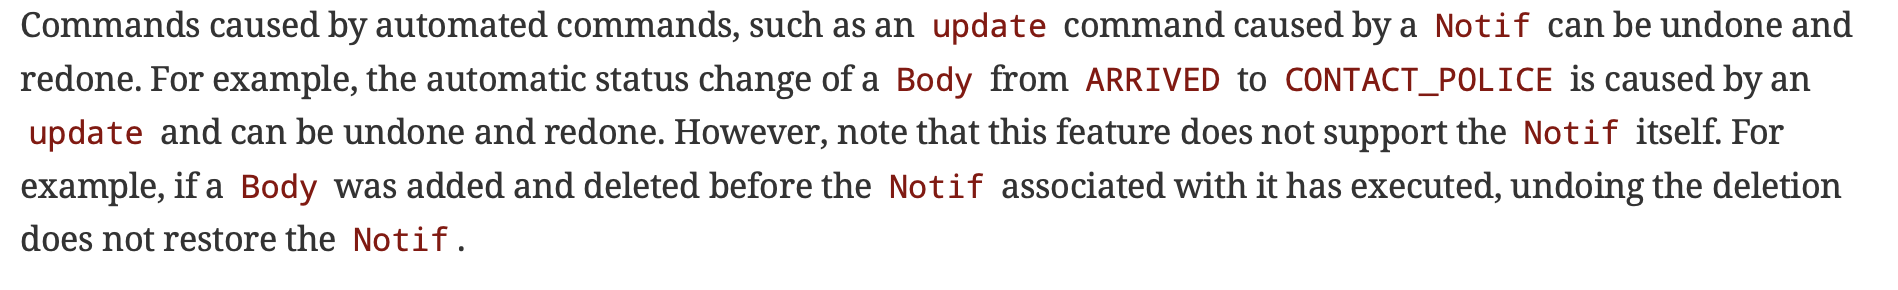 Commands caused by automated commands, such as an update command caused by a Notif can be undone and
redone. For example, the automatic status change of a Body from ARRIVED to CONTACT_POLICE is caused by an
update and can be undone and redone. However, note that this feature does not support the Notif itself. For
example, if a Body was added and deleted before the Notif associated with it has executed, undoing the deletion
does not restore the Notif.